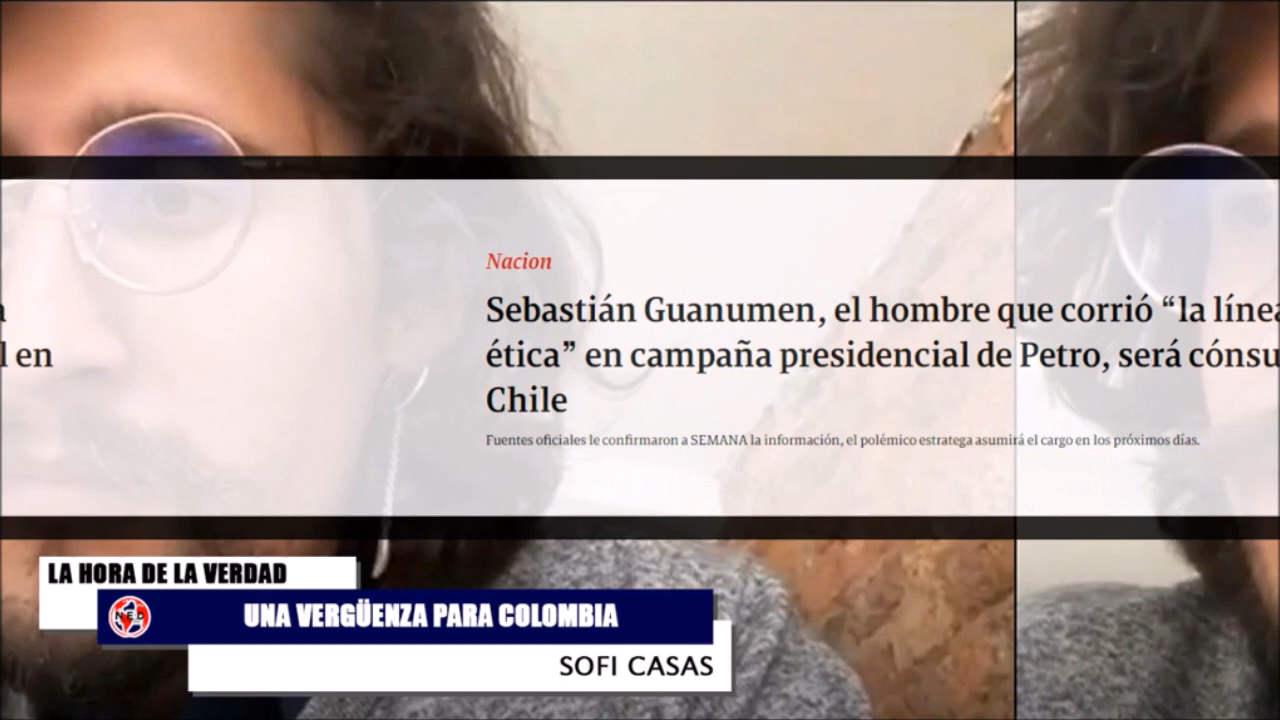 l en
Nacion
Sebastián Guanumen, el hombre que corrió “la línea
ética” en campaña presidencial de Petro, será cónsu
Chile
Fuentes oficiales le confirmaron a SEMANA la información, el polémico estratega asumirá el cargo en los próximos días.
LA HORA DE LA VERDAD
UNA VERGÜENZA PARA COLOMBIA
SOFI CASAS